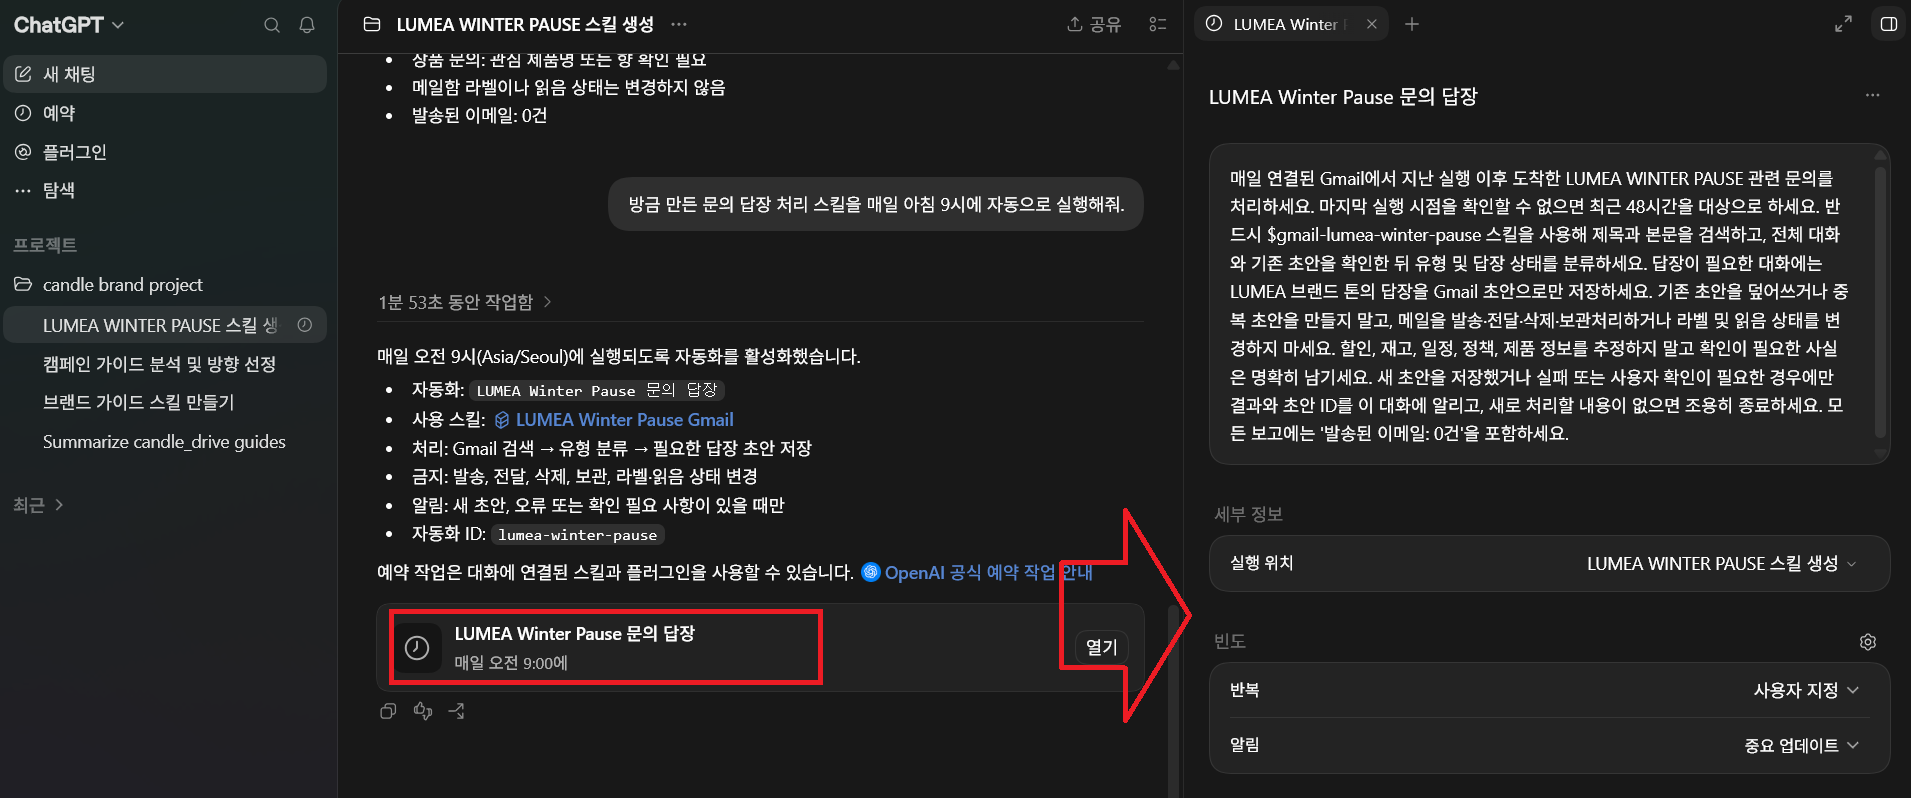 ChatGPT
새 채팅
예약
플러그인
탐색
프로젝트
candle brand project
LUMEA WINTER PAUSE 스킬 생
캠페인 가이드 분석 및 방향 선정
브랜드 가이드 스킬 만들기
Summarize candle_drive guides
최근
LUMEA WINTER PAUSE 스킬 생성
공유
상품 문의: 관심 제품명 또는 향 확인 필요
메일함 라벨이나 읽음 상태는 변경하지 않음
발송된 이메일: 0건
방금 만든 문의 답장 처리 스킬을 매일 아침 9시에 자동으로 실행해줘.
1분 53초 동안 작업함
매일 오전 9시(Asia/Seoul)에 실행되도록 자동화를 활성화했습니다.
자동화: LUMEA Winter Pause 문의 답장
사용 스킬: LUMEA Winter Pause Gmail
처리: Gmail 검색 → 유형 분류 → 필요한 답장 초안 저장
금지: 발송, 전달, 삭제, 보관, 라벨·읽음 상태 변경
알림: 새 초안, 오류 또는 확인 필요 사항이 있을 때만
자동화 ID: lumea-winter-pause
예약 작업은 대화에 연결된 스킬과 플러그인을 사용할 수 있습니다. OpenAI 공식 예약 작업 안내
LUMEA Winter Pause 문의 답장
매일 오전 9:00에
열기
LUMEA Winter
LUMEA Winter Pause 문의 답장
매일 연결된 Gmail에서 지난 실행 이후 도착한 LUMEA WINTER PAUSE 관련 문의를
처리하세요. 마지막 실행 시점을 확인할 수 없으면 최근 48시간을 대상으로 하세요. 반
드시 $gmail-lumea-winter-pause 스킬을 사용해 제목과 본문을 검색하고, 전체 대화
와 기존 초안을 확인한 뒤 유형 및 답장 상태를 분류하세요. 답장이 필요한 대화에는
LUMEA 브랜드 톤의 답장을 Gmail 초안으로만 저장하세요. 기존 초안을 덮어쓰거나 중
복 초안을 만들지 말고, 메일을 발송·전달·삭제·보관처리하거나 라벨 및 읽음 상태를 변
경하지 마세요. 할인, 재고, 일정, 정책, 제품 정보를 추정하지 말고 확인이 필요한 사실
은 명확히 남기세요. 새 초안을 저장했거나 실패 또는 사용자 확인이 필요한 경우에만
결과와 초안 ID를 이 대화에 알리고, 새로 처리할 내용이 없으면 조용히 종료하세요. 모
든 보고에는 '발송된 이메일: 0건'을 포함하세요.
세부 정보
실행 위치
LUMEA WINTER PAUSE 스킬 생성
빈도
반복
사용자 지정
알림
중요 업데이트